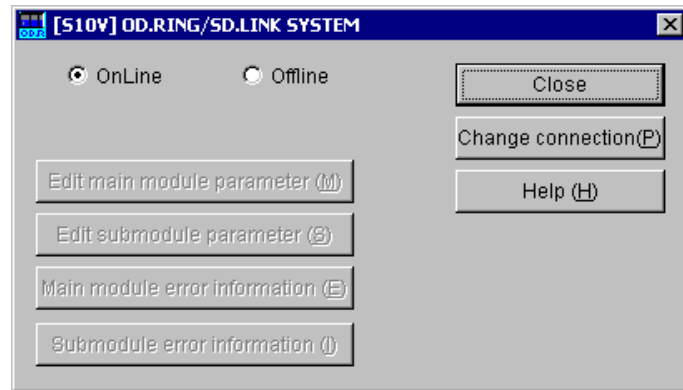 [S10V] OD.RING/SD.LINK SYSTEM
OnLine
Offline
Close
Change connection(P)
Edit main module parameter (M)
Help (H)
Edit submodule parameter (S)
Main module error information (E)
Submodule error information (I)